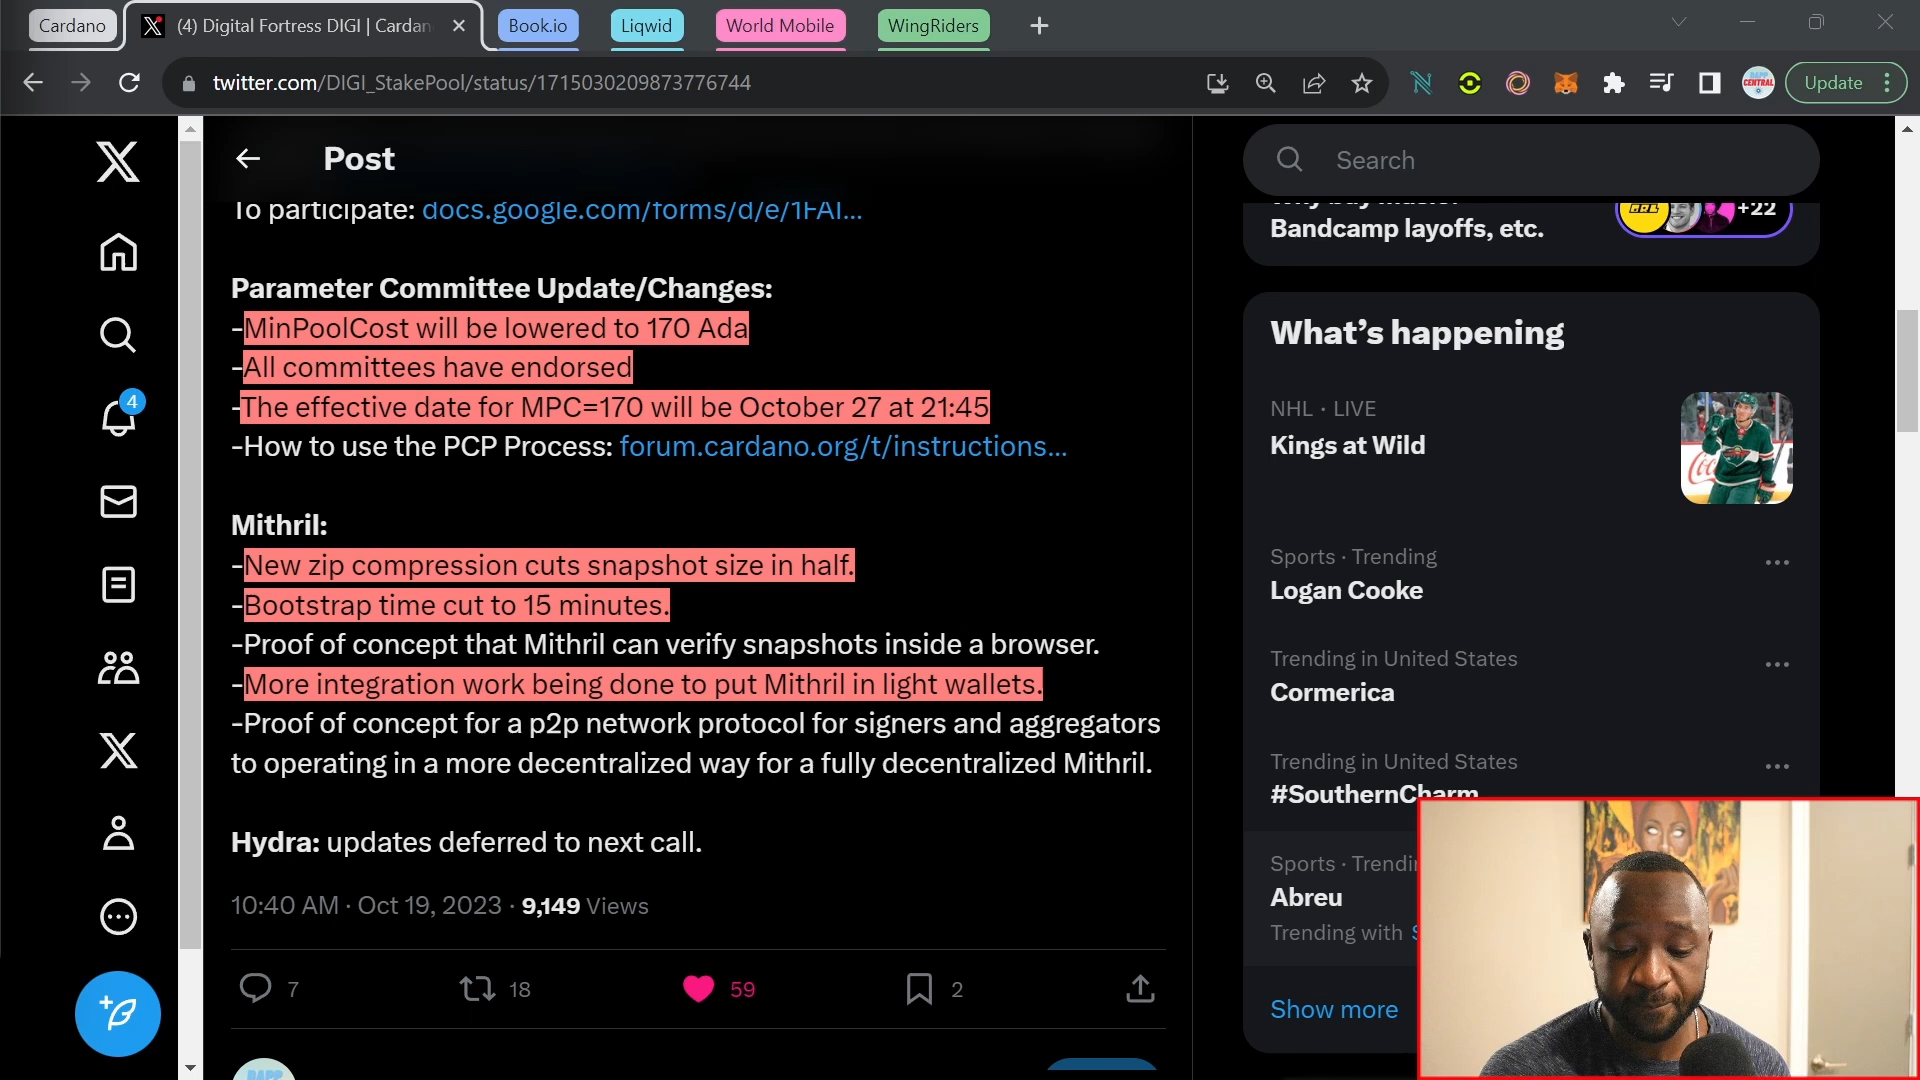 Cardano
(4) Digital Fortress DIGI | Cardan
Book.io
Liqwid
World Mobile
WingRiders
twitter.com/DIGI_StakePool/status/1715030209873776744
Update
Post
Search
To participate: docs.google.com/forms/d/e/1FAI...
Bandcamp layoffs, etc.
+22
Parameter Committee Update/Changes:
-MinPoolCost will be lowered to 170 Ada
-All committees have endorsed
-The effective date for MPC=170 will be October 27 at 21:45
-How to use the PCP Process: forum.cardano.org/t/instructions...
Mithril:
-New zip compression cuts snapshot size in half.
-Bootstrap time cut to 15 minutes.
-Proof of concept that Mithril can verify snapshots inside a browser.
-More integration work being done to put Mithril in light wallets.
-Proof of concept for a p2p network protocol for signers and aggregators
to operating in a more decentralized way for a fully decentralized Mithril.
Hydra: updates deferred to next call.
10:40 AM · Oct 19, 2023 · 9,149 Views
7
18
59
2
4
What's happening
NHL · LIVE
Kings at Wild
Sports · Trending
Logan Cooke
Trending in United States
Cormerica
Trending in United States
#SouthernCharm
Sports · Trendi
Abreu
Trending with
Show more